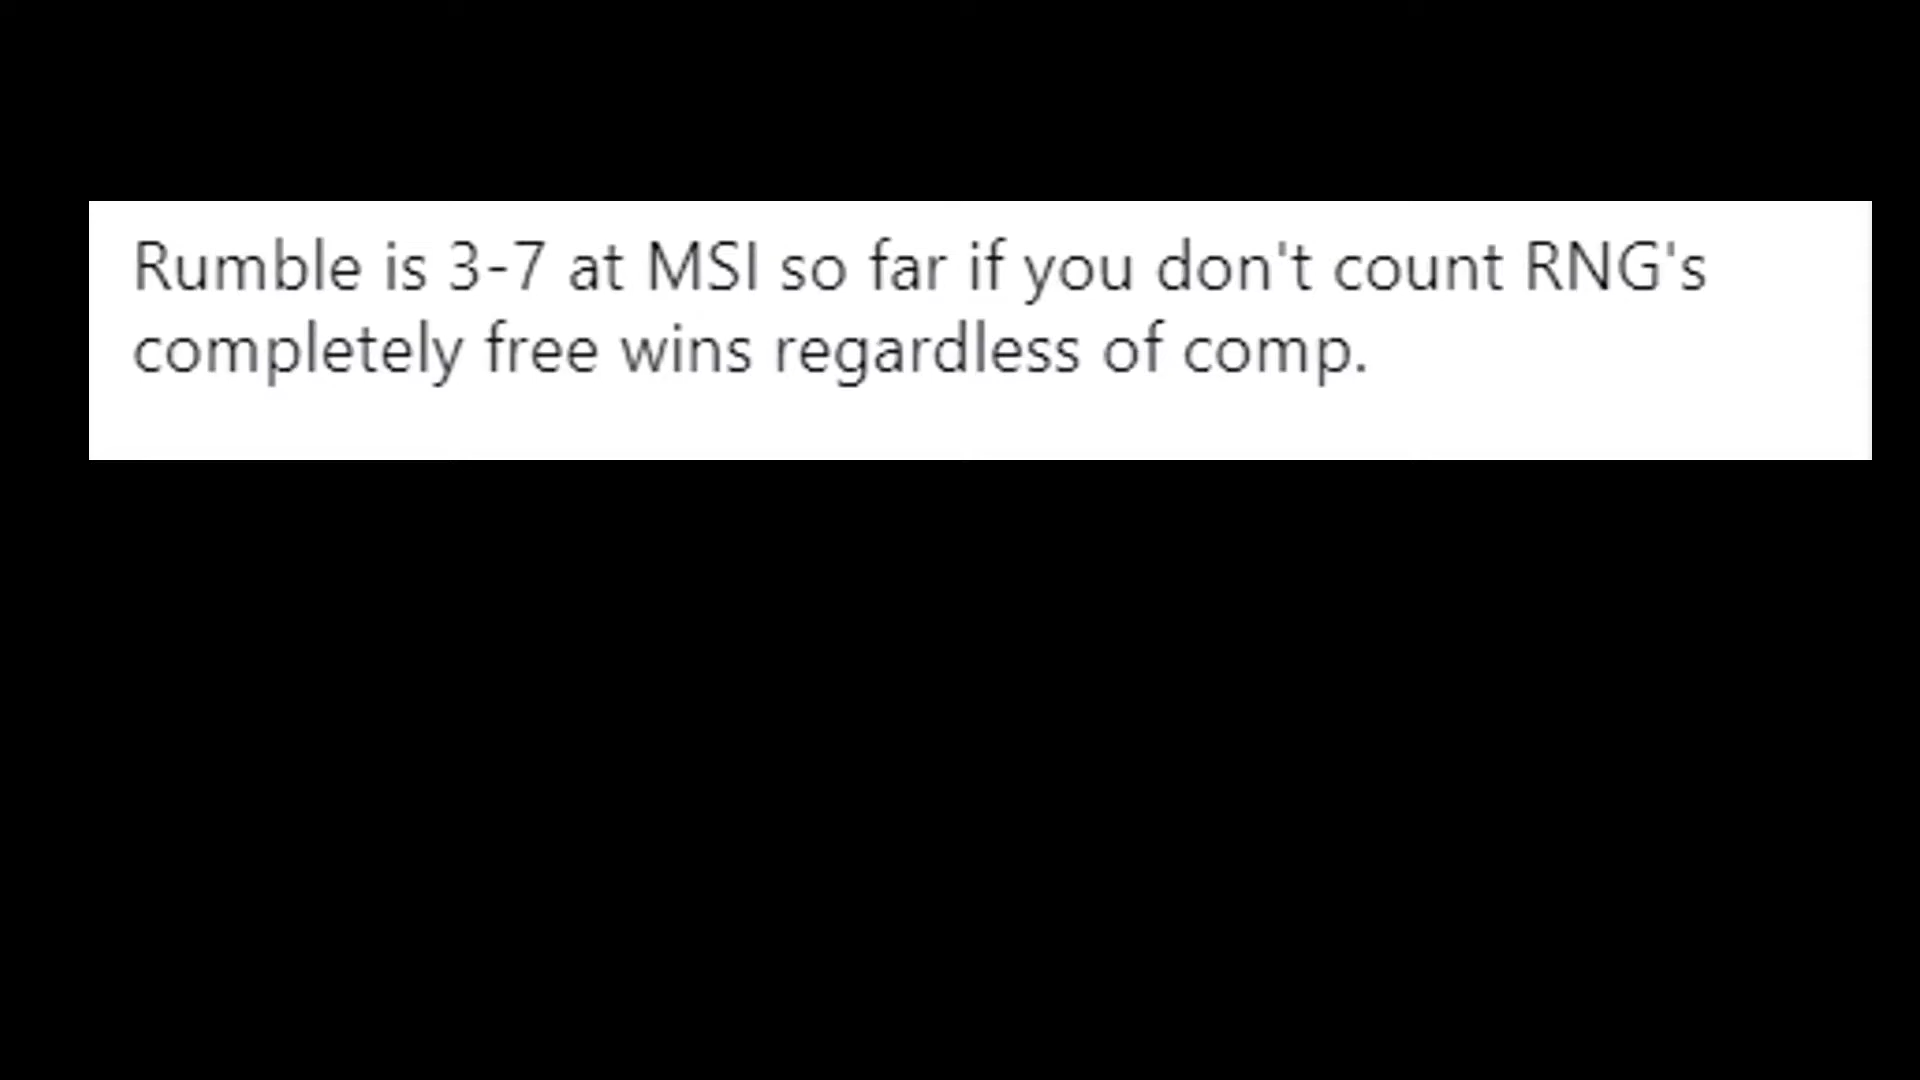 Rumble is 3-7 at MSI so far if you don't count RNG's
completely free wins regardless of comp.